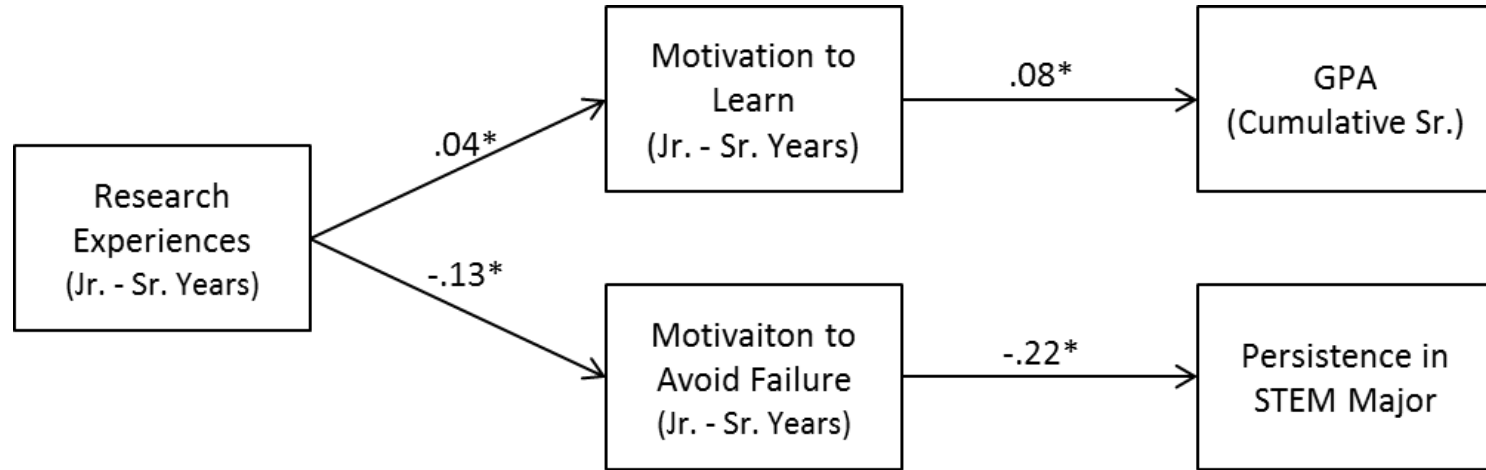 Research
Experiences
(Jr. - Sr. Years)
.04*
-.13*
Motivation to
Learn
(Jr. - Sr. Years)
.08*
GPA
(Cumulative Sr.)
Motivaiton to
Avoid Failure
(Jr. - Sr. Years)
-.22*
Persistence in
STEM Major